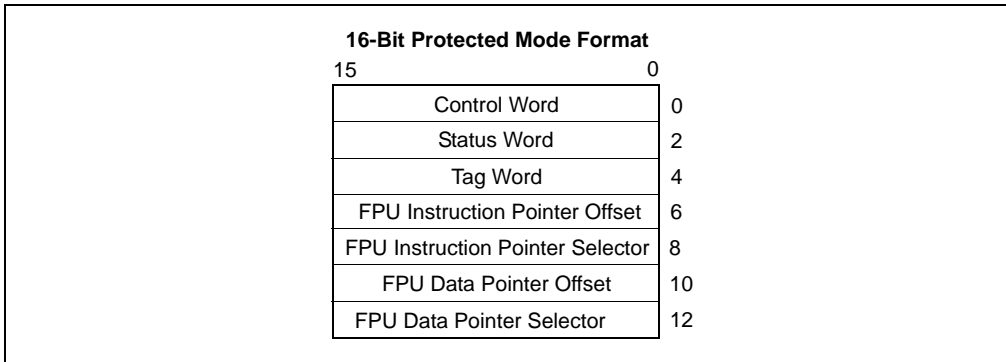 16-Bit Protected Mode Format
15 0
Control Word 0
Status Word 2
Tag Word 4
FPU Instruction Pointer Offset 6
FPU Instruction Pointer Selector 8
FPU Data Pointer Offset 10
FPU Data Pointer Selector 12